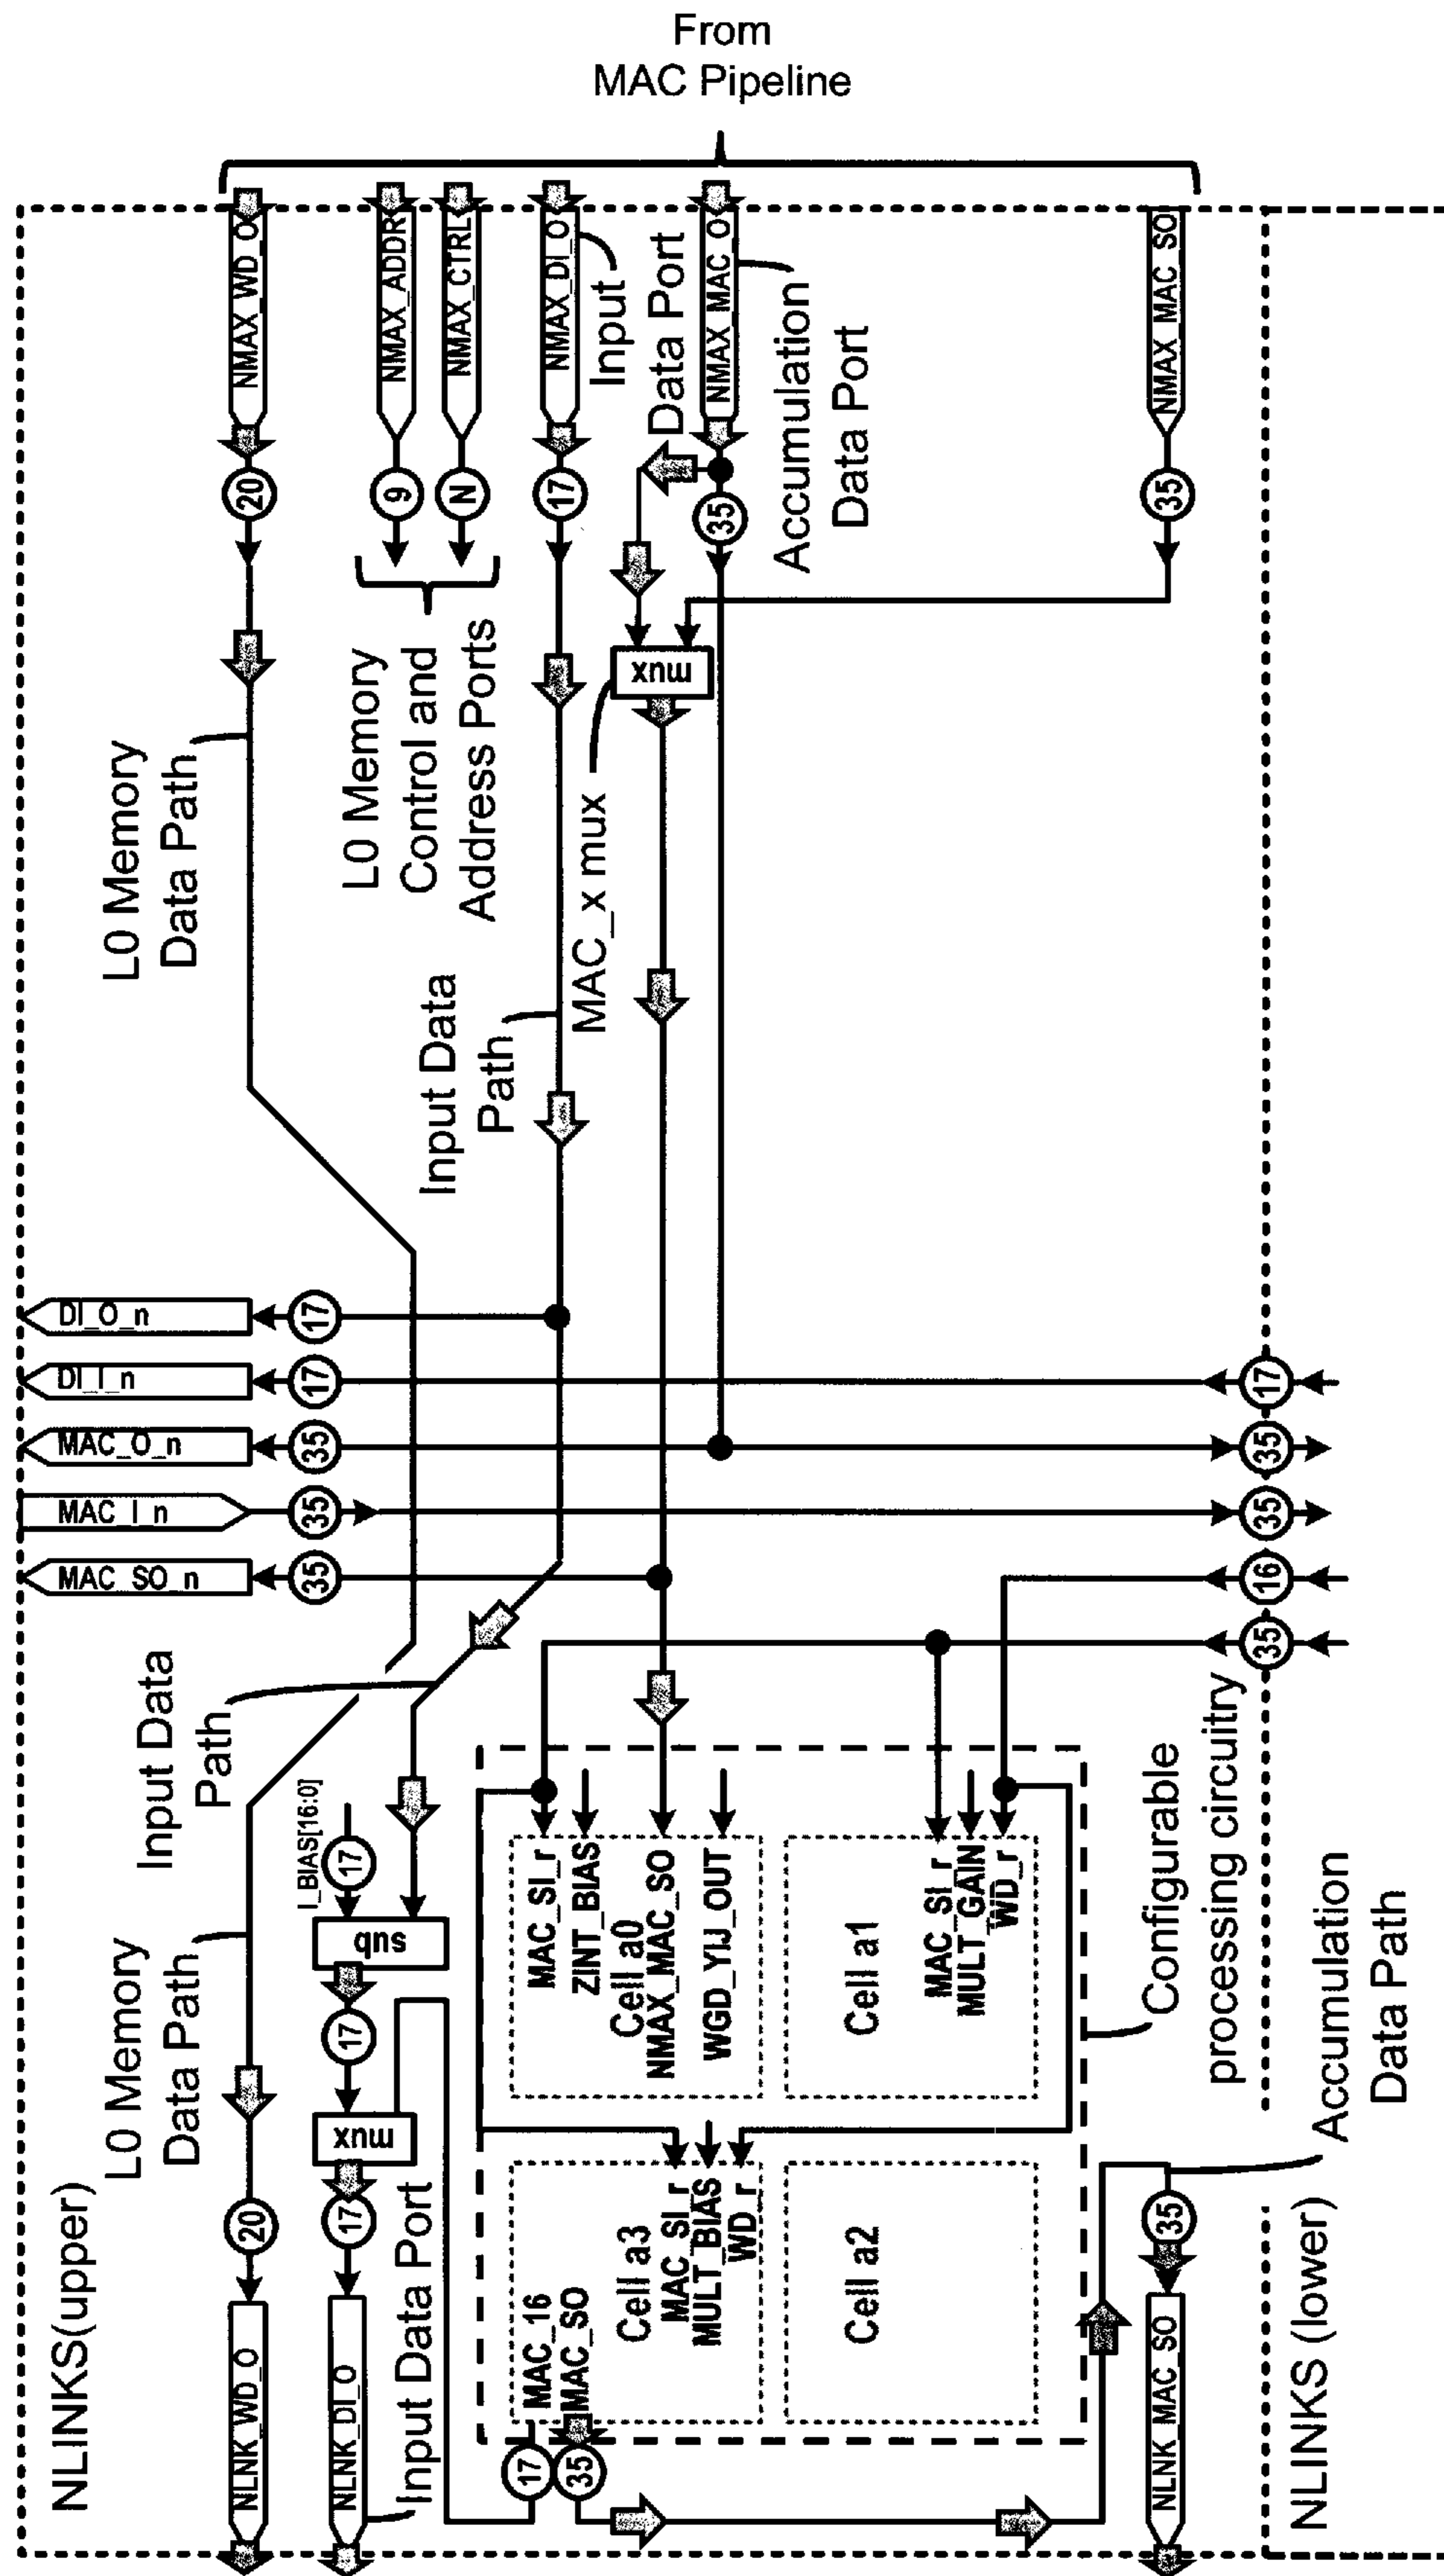 From
MAC Pipeline
NMAX_WD_O
NMAX_ADDR
NMAX_CTRL
NMAX_DI_O
NMAX_MAC_O
NMAX_MAC_SO
20
9
N
17
35
35
Input
Data Port
Accumulation
Data Port
L0 Memory
Data Path
L0 Memory
Control and
Address Ports
mux
MAC_x mux
Input Data
Path
DI_O_n
17
DI_I_n
17
17
MAC_O_n
35
35
MAC_I_n
35
35
MAC_SO_n
35
16
35
Input Data
Path
I_BIAS[16:0]
17
sub
17
mux
17
L0 Memory
Data Path
20
NLINKS(upper)
NLNK_WD_O
NLNK_DI_O
Input Data Port
MAC_SI_r
ZINT_BIAS
Cell a0
NMAX_MAC_SO
WGD_YIJ_OUT
Cell a1
MAC_SI_r
MULT_GAIN
WD_r
MAC_16
MAC_SO
Cell a3
MAC_SI_r
MULT_BIAS
WD_r
Cell a2
17
35
Configurable
processing circuitry
Accumulation
Data Path
35
NLNK_MAC_SO
NLINKS (lower)